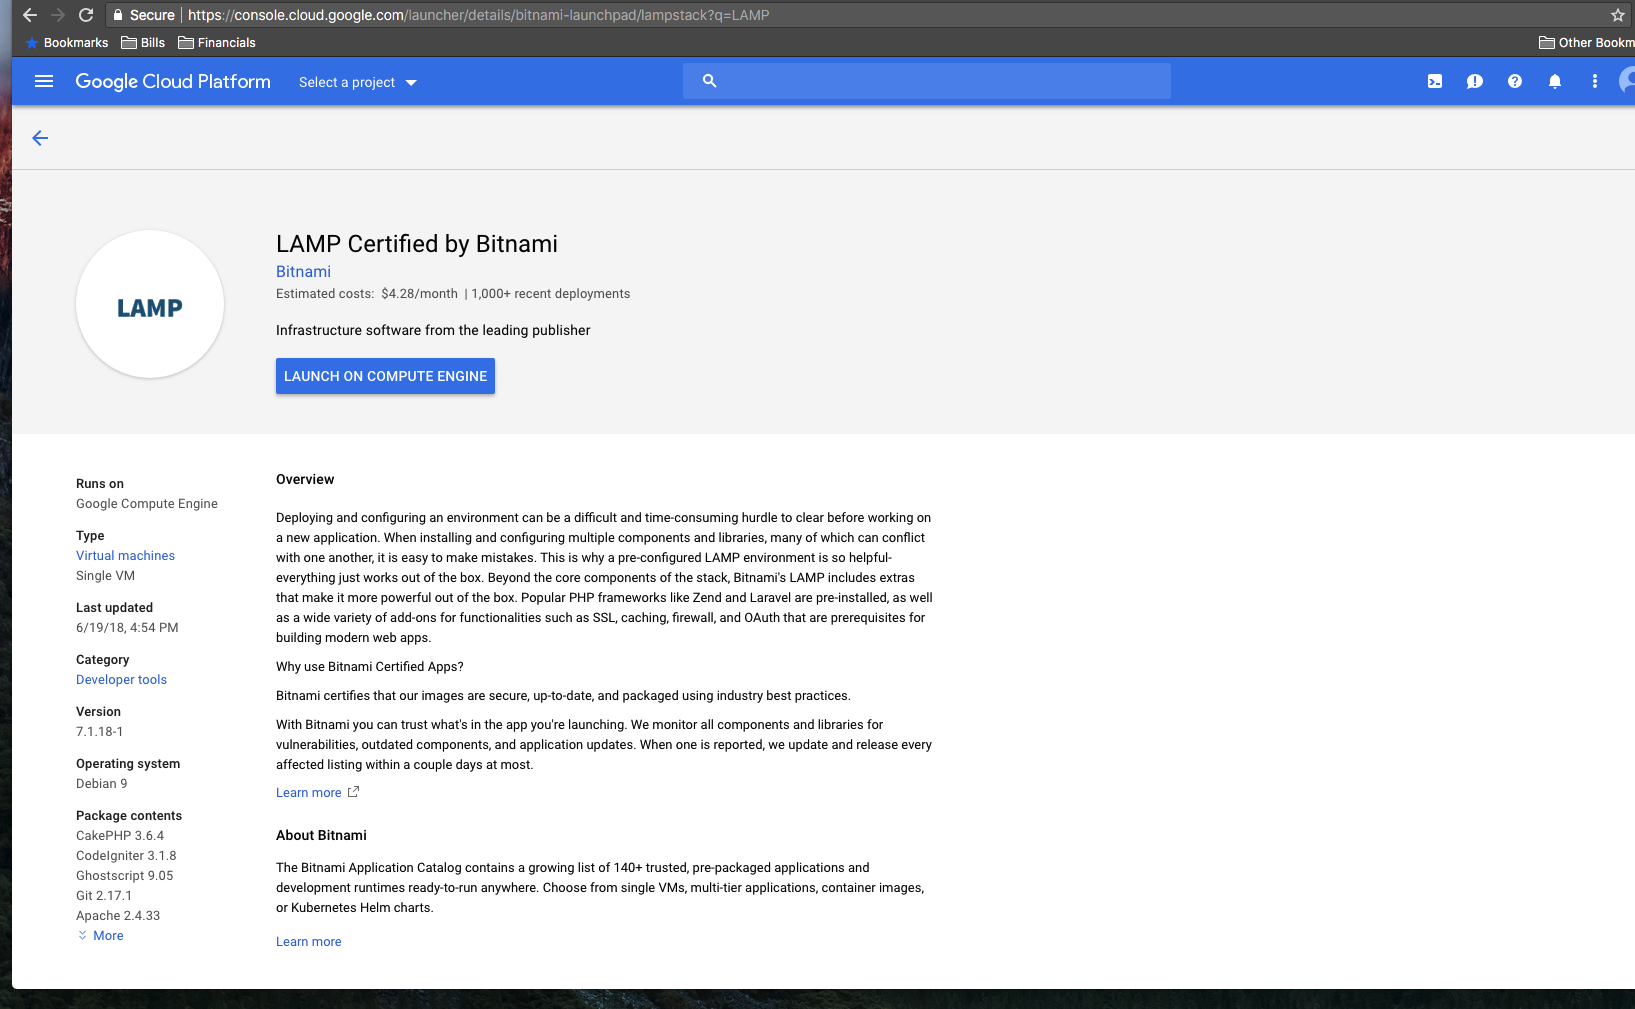 Secure https://console.cloud.google.com/launcher/details/bitnami-launchpad/lampstack?q=LAMP
Bookmarks Bills Financials Other Bookm
Google Cloud Platform Select a project
LAMP
LAMP Certified by Bitnami
Bitnami
Estimated costs: $4.28/month | 1,000+ recent deployments
Infrastructure software from the leading publisher
LAUNCH ON COMPUTE ENGINE
Runs on
Google Compute Engine
Type
Virtual machines
Single VM
Last updated
6/19/18, 4:54 PM
Category
Developer tools
Version
7.1.18-1
Operating system
Debian 9
Package contents
CakePHP 3.6.4
CodeIgniter 3.1.8
Ghostscript 9.05
Git 2.17.1
Apache 2.4.33
More
Overview
Deploying and configuring an environment can be a difficult and time-consuming hurdle to clear before working on
a new application. When installing and configuring multiple components and libraries, many of which can conflict
with one another, it is easy to make mistakes. This is why a pre-configured LAMP environment is so helpful-
everything just works out of the box. Beyond the core components of the stack, Bitnami's LAMP includes extras
that make it more powerful out of the box. Popular PHP frameworks like Zend and Laravel are pre-installed, as well
as a wide variety of add-ons for functionalities such as SSL, caching, firewall, and OAuth that are prerequisites for
building modern web apps.
Why use Bitnami Certified Apps?
Bitnami certifies that our images are secure, up-to-date, and packaged using industry best practices.
With Bitnami you can trust what's in the app you're launching. We monitor all components and libraries for
vulnerabilities, outdated components, and application updates. When one is reported, we update and release every
affected listing within a couple days at most.
Learn more
About Bitnami
The Bitnami Application Catalog contains a growing list of 140+ trusted, pre-packaged applications and
development runtimes ready-to-run anywhere. Choose from single VMs, multi-tier applications, container images,
or Kubernetes Helm charts.
Learn more